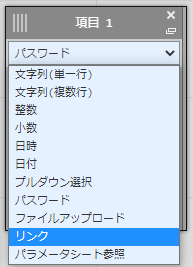 項目 1
パスワード
文字列(単一行)
文字列(複数行)
整数
小数
日時
日付
プルダウン選択
パスワード
ファイルアップロード
リンク
パラメータシート参照